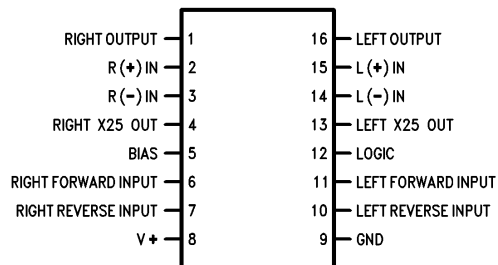 RIGHT OUTPUT 1 16 LEFT OUTPUT
R (+) IN 2 15 L (+) IN
R (-) IN 3 14 L (-) IN
RIGHT X25 OUT 4 13 LEFT X25 OUT
BIAS 5 12 LOGIC
RIGHT FORWARD INPUT 6 11 LEFT FORWARD INPUT
RIGHT REVERSE INPUT 7 10 LEFT REVERSE INPUT
V + 8 9 GND